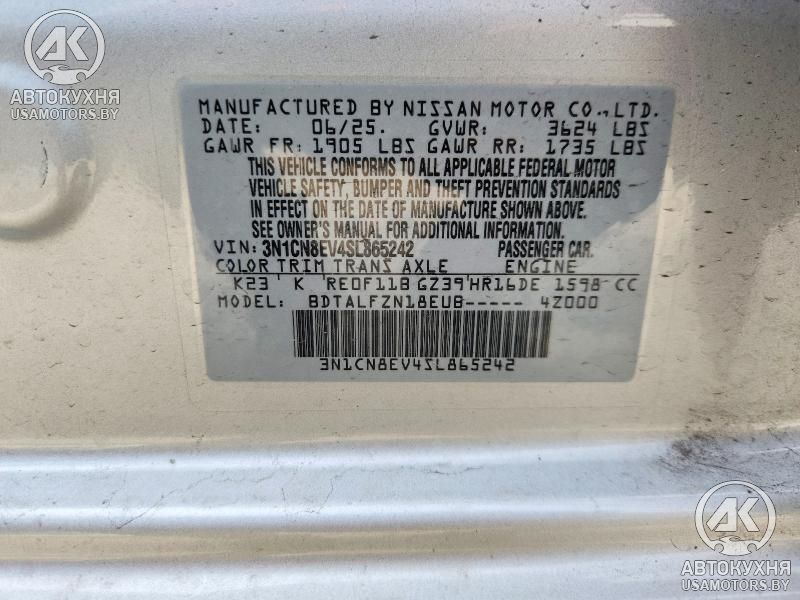 AK
АВТОКУХНЯ
USAMOTORS.BY
MANUFACTURED BY NISSAN MOTOR CO., LTD.
DATE: 06/25. GVWR: 3624 LBS
GAWR FR: 1905 LBS GAWR RR: 1735 LBS
THIS VEHICLE CONFORMS TO ALL APPLICABLE FEDERAL MOTOR
VEHICLE SAFETY, BUMPER AND THEFT PREVENTION STANDARDS
IN EFFECT ON THE DATE OF MANUFACTURE SHOWN ABOVE.
SEE OWNER'S MANUAL FOR ADDITIONAL INFORMATION.
VIN: 3N1CN8EV4SL865242 PASSENGER CAR.
COLOR TRIM TRANS AXLE ENGINE
K23 K RE0F11B GZ39 HR16DE 1598 CC
MODEL: BDTALFZN18EUB----- 4Z000
3N1CN8EV4SL865242
AK
АВТОКУХНЯ
USAMOTORS.BY